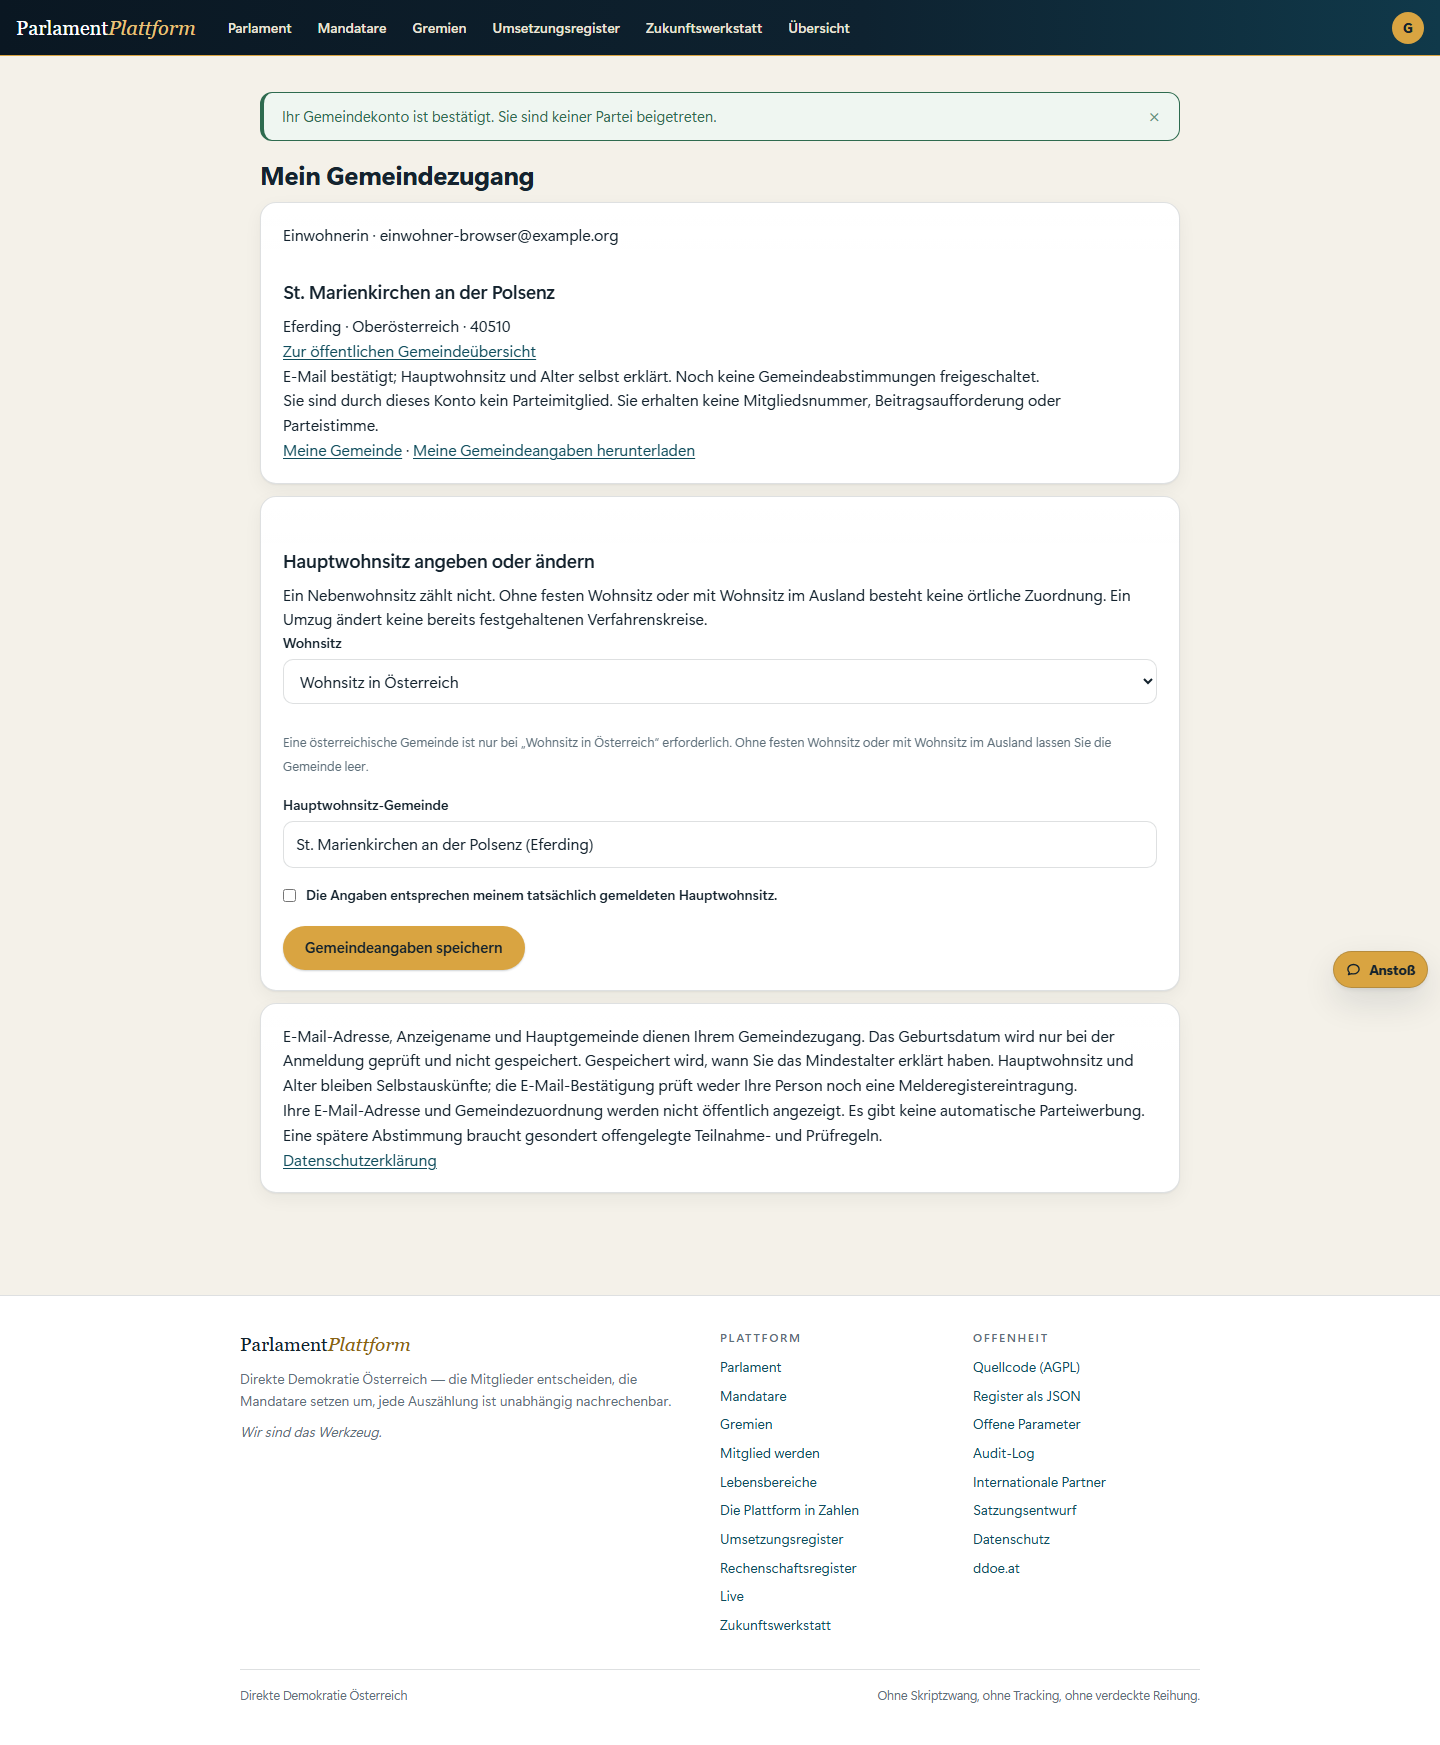 ParlamentPlattform
Parlament
Mandatare
Gremien
Umsetzungsregister
Zukunftswerkstatt
Übersicht
G
Ihr Gemeindekonto ist bestätigt. Sie sind keiner Partei beigetreten.
×
Mein Gemeindezugang
Einwohnerin · einwohner-browser@example.org
St. Marienkirchen an der Polsenz
Eferding · Oberösterreich · 40510
Zur öffentlichen Gemeindeübersicht
E-Mail bestätigt; Hauptwohnsitz und Alter selbst erklärt. Noch keine Gemeindeabstimmungen freigeschaltet.
Sie sind durch dieses Konto kein Parteimitglied. Sie erhalten keine Mitgliedsnummer, Beitragsaufforderung oder
Parteistimme.
Meine Gemeinde · Meine Gemeindeangaben herunterladen
Hauptwohnsitz angeben oder ändern
Ein Nebenwohnsitz zählt nicht. Ohne festen Wohnsitz oder mit Wohnsitz im Ausland besteht keine örtliche Zuordnung. Ein
Umzug ändert keine bereits festgehaltenen Verfahrenskreise.
Wohnsitz
Wohnsitz in Österreich
Eine österreichische Gemeinde ist nur bei „Wohnsitz in Österreich“ erforderlich. Ohne festen Wohnsitz oder mit Wohnsitz im Ausland lassen Sie die
Gemeinde leer.
Hauptwohnsitz-Gemeinde
St. Marienkirchen an der Polsenz (Eferding)
Die Angaben entsprechen meinem tatsächlich gemeldeten Hauptwohnsitz.
Gemeindeangaben speichern
Anstoß
E-Mail-Adresse, Anzeigename und Hauptgemeinde dienen Ihrem Gemeindezugang. Das Geburtsdatum wird nur bei der
Anmeldung geprüft und nicht gespeichert. Gespeichert wird, wann Sie das Mindestalter erklärt haben. Hauptwohnsitz und
Alter bleiben Selbstauskünfte; die E-Mail-Bestätigung prüft weder Ihre Person noch eine Melderegistereintragung.
Ihre E-Mail-Adresse und Gemeindezuordnung werden nicht öffentlich angezeigt. Es gibt keine automatische Parteiwerbung.
Eine spätere Abstimmung braucht gesondert offengelegte Teilnahme- und Prüfregeln.
Datenschutzerklärung
ParlamentPlattform
Direkte Demokratie Österreich — die Mitglieder entscheiden, die
Mandatare setzen um, jede Auszählung ist unabhängig nachrechenbar.
Wir sind das Werkzeug.
PLATTFORM
Parlament
Mandatare
Gremien
Mitglied werden
Lebensbereiche
Die Plattform in Zahlen
Umsetzungsregister
Rechenschaftsregister
Live
Zukunftswerkstatt
OFFENHEIT
Quellcode (AGPL)
Register als JSON
Offene Parameter
Audit-Log
Internationale Partner
Satzungsentwurf
Datenschutz
ddoe.at
Direkte Demokratie Österreich
Ohne Skriptzwang, ohne Tracking, ohne verdeckte Reihung.